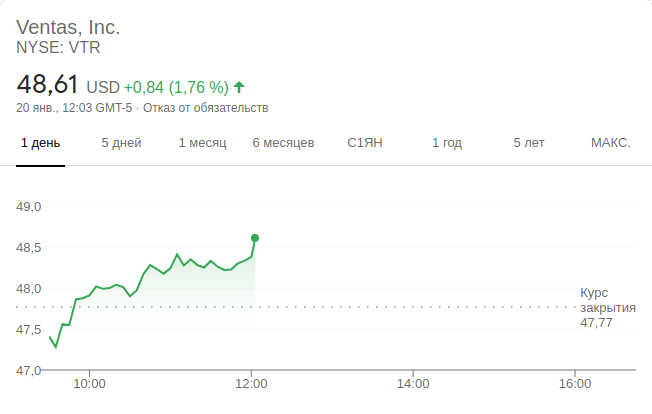 Ventas, Inc.
NYSE: VTR
48,61 USD +0,84 (1,76 %)
20 янв., 12:03 GMT-5 · Отказ от обязательств
1 день 5 дней 1 месяц 6 месяцев С1ЯН 1 год 5 лет МАКС.
49,0
48,5
48,0
47,5
47,0
Курс
закрытия
47,77
10:00 12:00 14:00 16:00